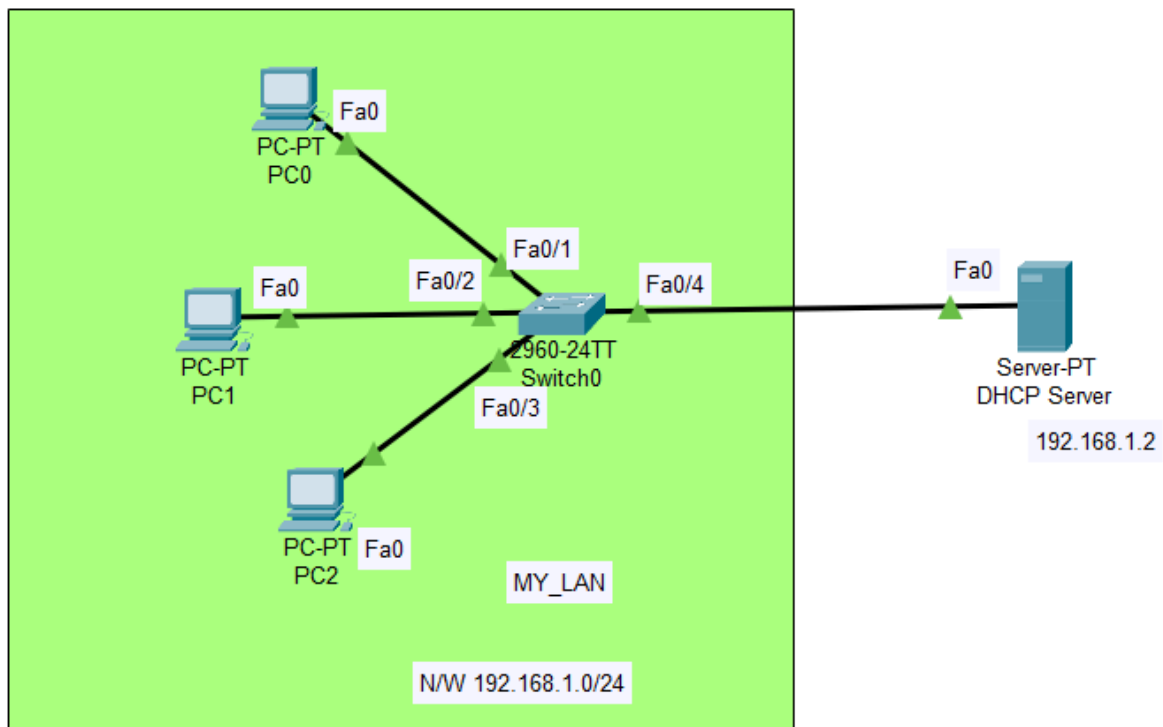 Fa0
PC-PT
PC0
Fa0/1
Fa0/2
Fa0
Fa0/4
Fa0
PC-PT
PC1
2960-24TT
Switch0
Fa0/3
Server-PT
DHCP Server
192.168.1.2
PC-PT
PC2
Fa0
MY_LAN
N/W 192.168.1.0/24